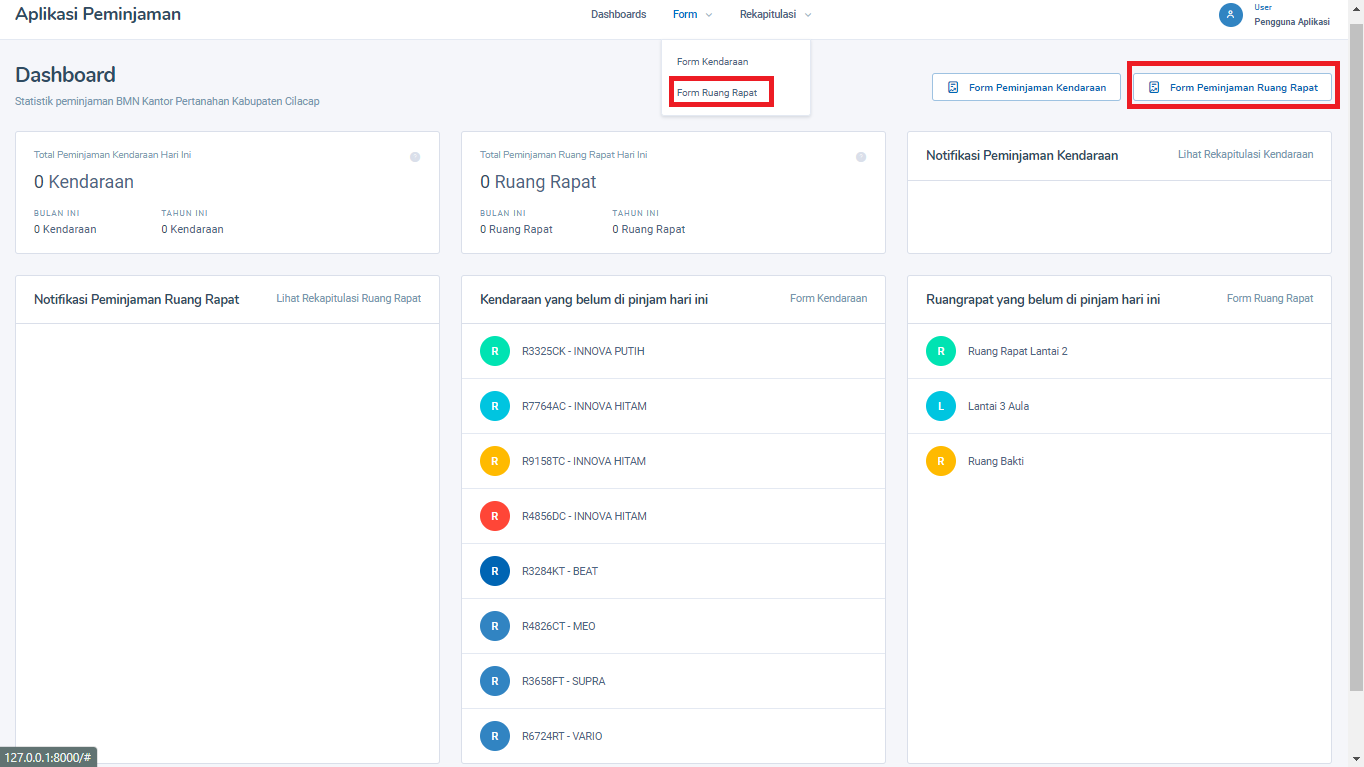 Aplikasi Peminjaman
Dashboards
Form
Rekapitulasi
User
Pengguna Aplikasi
Form Kendaraan
Form Ruang Rapat
Dashboard
Statistik peminjaman BMN Kantor Pertanahan Kabupaten Cilacap
Form Peminjaman Kendaraan
Form Peminjaman Ruang Rapat
Total Peminjaman Kendaraan Hari Ini
0 Kendaraan
BULAN INI
TAHUN INI
0 Kendaraan
0 Kendaraan
Total Peminjaman Ruang Rapat Hari Ini
0 Ruang Rapat
BULAN INI
TAHUN INI
0 Ruang Rapat
0 Ruang Rapat
Notifikasi Peminjaman Kendaraan
Lihat Rekapitulasi Kendaraan
Notifikasi Peminjaman Ruang Rapat
Lihat Rekapitulasi Ruang Rapat
Kendaraan yang belum di pinjam hari ini
Form Kendaraan
R R3325CK - INNOVA PUTIH
R R7764AC - INNOVA HITAM
R R9158TC - INNOVA HITAM
R R4856DC - INNOVA HITAM
R R3284KT - BEAT
R R4826CT - MEO
R R3658FT - SUPRA
R R6724RT - VARIO
Ruangrapat yang belum di pinjam hari ini
Form Ruang Rapat
R Ruang Rapat Lantai 2
L Lantai 3 Aula
R Ruang Bakti
127.0.0.1:8000/#